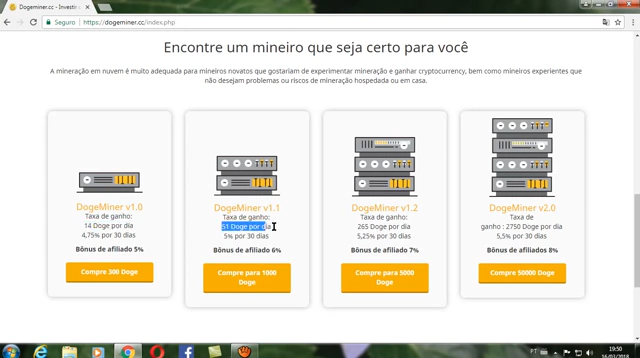 Dogeminer.cc - Investir e
Seguro
https://dogeminer.cc/index.php
Encontre um mineiro que seja certo para você
A mineração em nuvem é muito adequada para mineiros novatos que gostariam de experimentar mineração e ganhar cryptocurrency, bem como mineiros experientes que
não desejam problemas ou riscos de mineração hospedada ou em casa.
DogeMiner v1.0
Taxa de ganho:
14 Doge por dia
4,75% por 30 dias
Bônus de afiliado 5%
Compre 300 Doge
DogeMiner v1.1
Taxa de ganho:
51 Doge por dia
5% por 30 dias
Bônus de afiliado 6%
Compre para 1000
Doge
DogeMiner v1.2
Taxa de ganho:
265 Doge por dia
5,25% por 30 dias
Bônus de afiliado 7%
Compre para 5000
Doge
DogeMiner v2.0
Taxa de
ganho : 2750 Doge por dia
5,5% por 30 dias
Bônus de afiliados 8%
Compre 50000 Doge
PT
19:50
16/03/2018